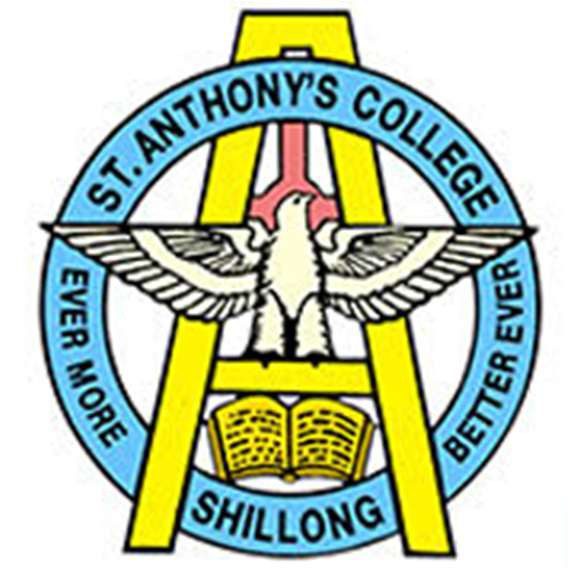 ST. ANTHONY'S COLLEGE
EVER MORE
BETTER EVER
SHILLONG